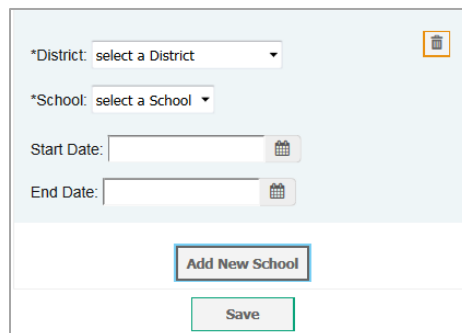 *District: select a District
*School: select a School
Start Date:
End Date:
Add New School
Save